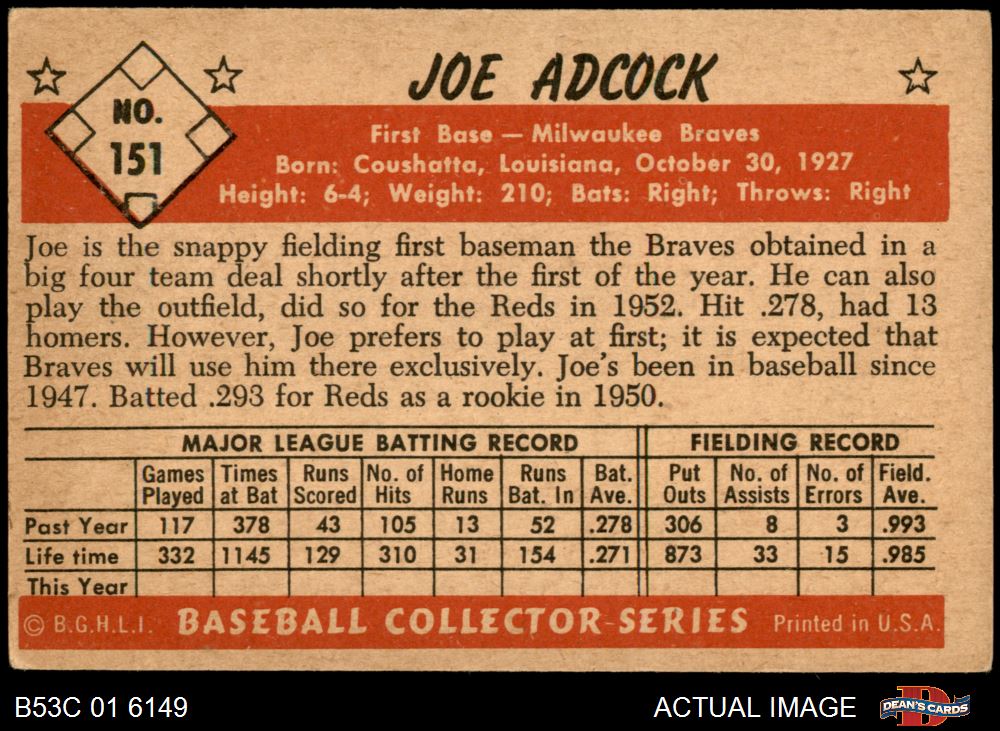 JOE ADCOCK
NO.
151
First Base — Milwaukee Braves
Born: Coushatta, Louisiana, October 30, 1927
Height: 6-4; Weight: 210; Bats: Right; Throws: Right
Joe is the snappy fielding first baseman the Braves obtained in a
big four team deal shortly after the first of the year. He can also
play the outfield, did so for the Reds in 1952. Hit .278, had 13
homers. However, Joe prefers to play at first; it is expected that
Braves will use him there exclusively. Joe's been in baseball since
1947. Batted .293 for Reds as a rookie in 1950.
MAJOR LEAGUE BATTING RECORD FIELDING RECORD
Games Times Runs No. of Home Runs Bat. Put No. of No. of Field.
Played at Bat Scored Hits Runs Bat. In Ave. Outs Assists Errors Ave.
Past Year 117 378 43 105 13 52 .278 306 8 3 .993
Life time 332 1145 129 310 31 154 .271 873 33 15 .985
This Year
© B.G.H.L.I. BASEBALL COLLECTOR-SERIES Printed in U.S.A.
B53C 01 6149 ACTUAL IMAGE DEAN'S CARDS